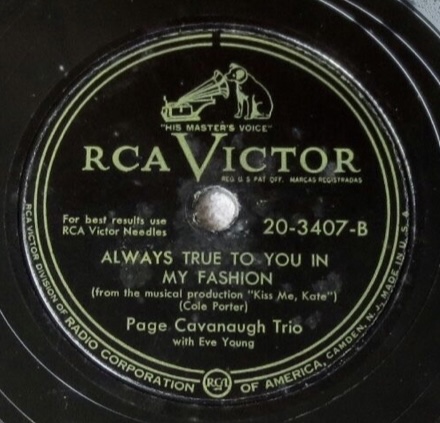 "HIS MASTER'S VOICE"
RCA VICTOR
REG. U. S. PAT. OFF. MARCAS REGISTRADAS
For best results use
RCA Victor Needles
20-3407-B
ALWAYS TRUE TO YOU IN
MY FASHION
(from the musical production "Kiss Me, Kate")
(Cole Porter)
Page Cavanaugh Trio
with Eve Young
RCA VICTOR DIVISION OF RADIO CORPORATION OF AMERICA, CAMDEN, N. J. MADE IN U. S. A.
RCA